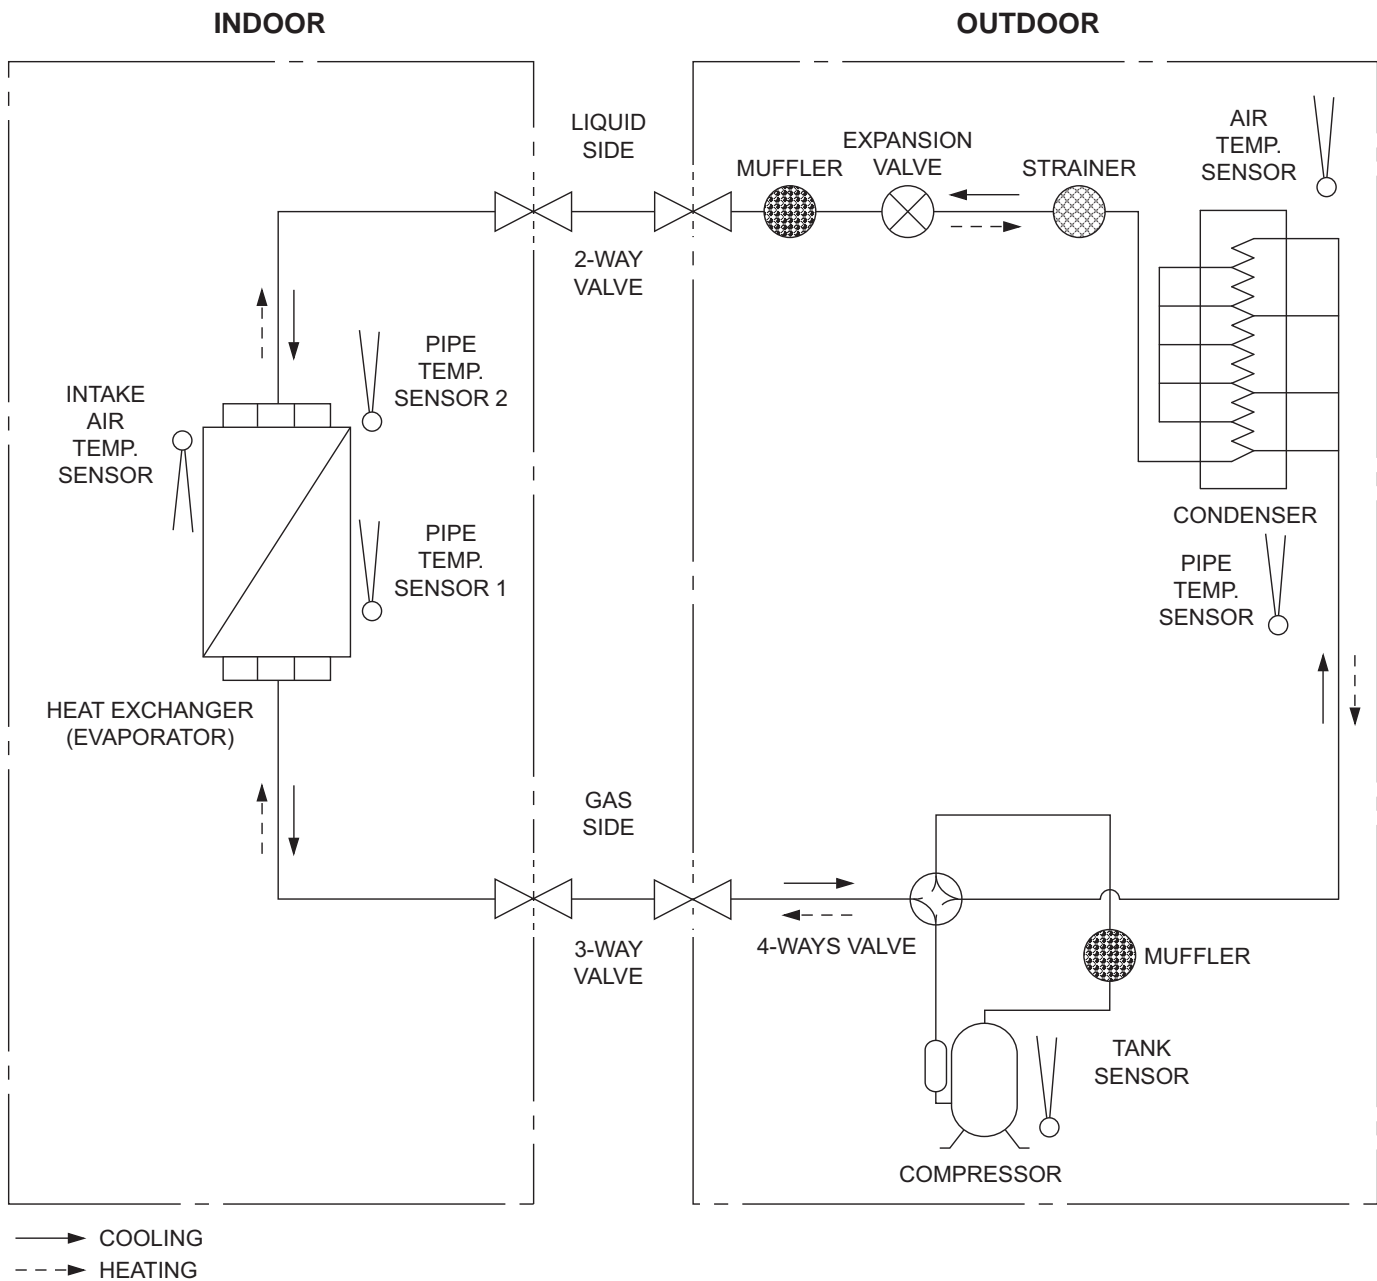 INDOOR
OUTDOOR
LIQUID
SIDE
MUFFLER
EXPANSION
VALVE
STRAINER
AIR
TEMP.
SENSOR
2-WAY
VALVE
PIPE
TEMP.
SENSOR 2
INTAKE
AIR
TEMP.
SENSOR
PIPE
TEMP.
SENSOR 1
CONDENSER
PIPE
TEMP.
SENSOR
HEAT EXCHANGER
(EVAPORATOR)
GAS
SIDE
3-WAY
VALVE
4-WAYS VALVE
MUFFLER
TANK
SENSOR
COMPRESSOR
COOLING
HEATING